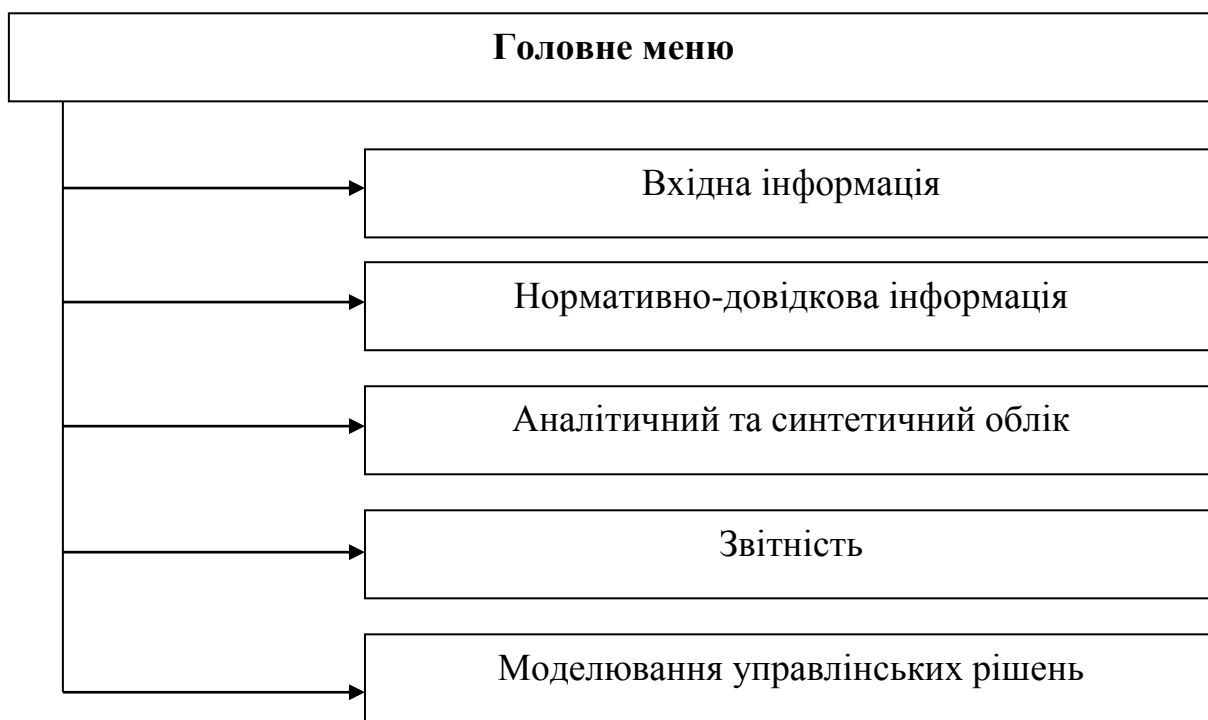 Головне меню
Вхідна інформація
Нормативно-довідкова інформація
Аналітичний та синтетичний облік
Звітність
Моделювання управлінських рішень